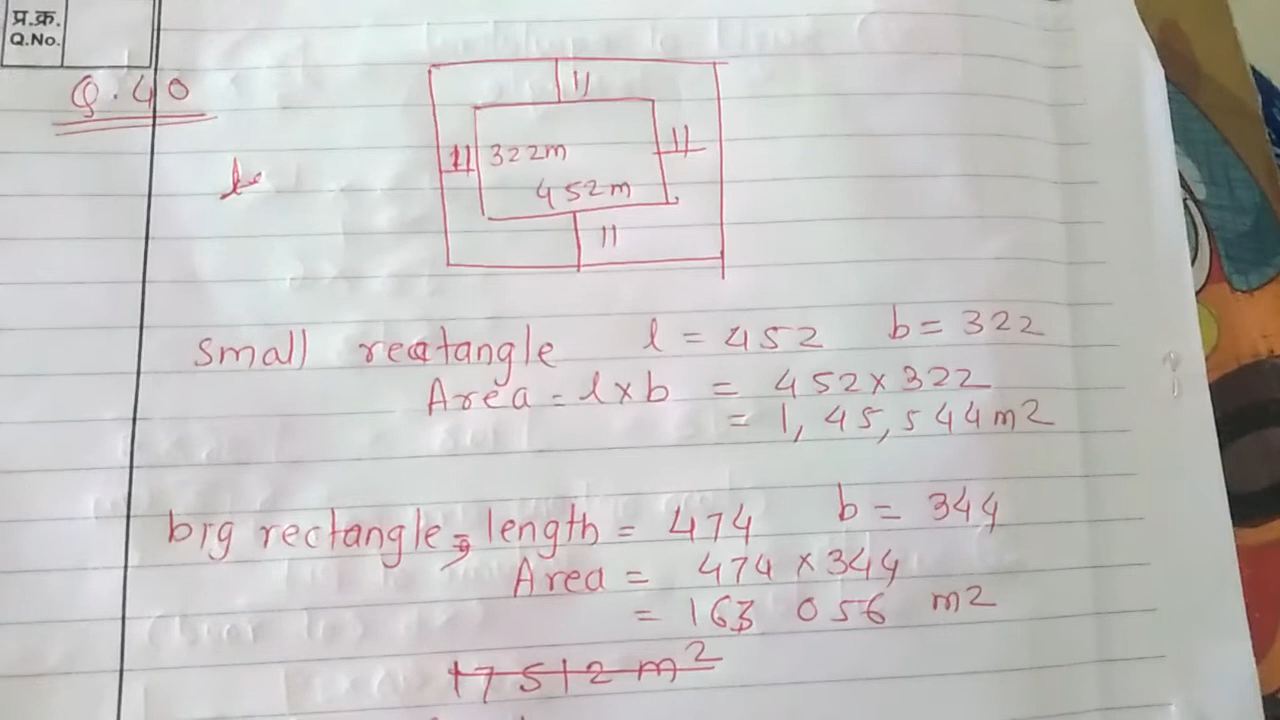 प्र.क्र.
Q.No.
Q.40
11
11 322m 11
452m
11
small reatangle l = 452 b = 322
Area = l x b = 452 x 322
= 1,45,544 m2
big rectangle, length = 474 b = 344
Area = 474 x 344
= 163 056 m2
17512 m²